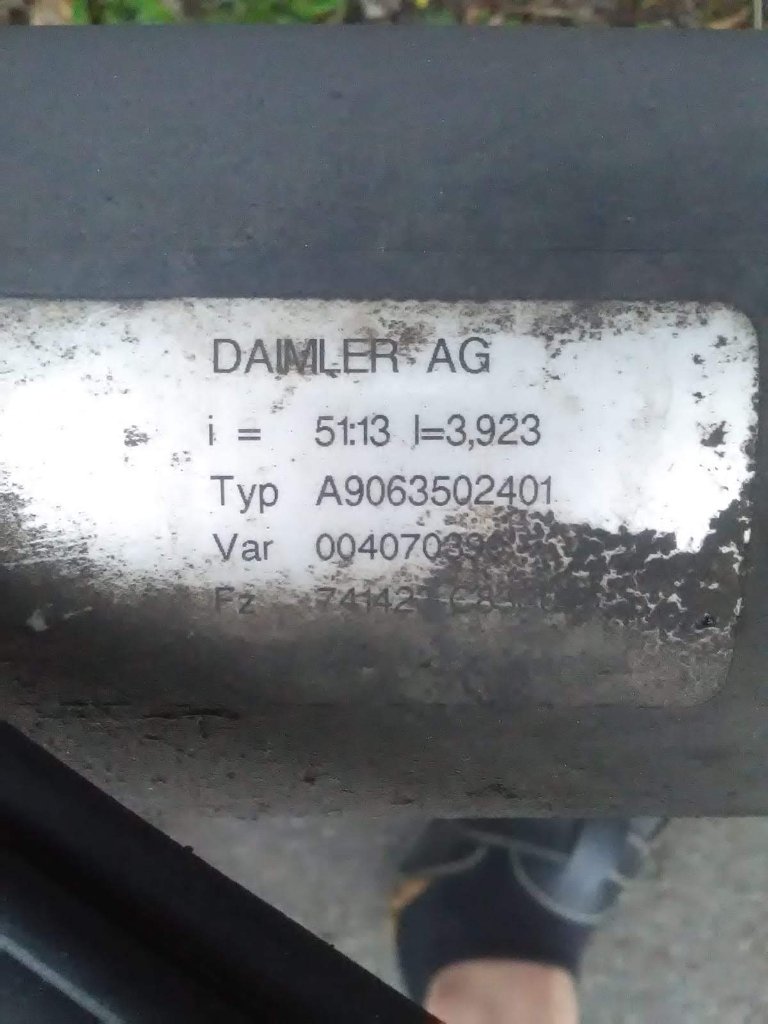 DAIMLER AG
i = 51:13 I=3,923
Typ A9063502401
Var
Fz